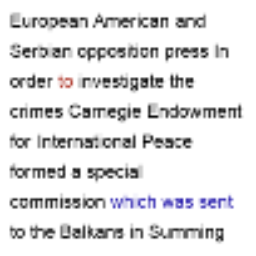 European American and
Serbian opposition press In
order to investigate the
crimes Carnegie Endowment
for International Peace
formed a special
commission which was sent
to the Balkans in Summing